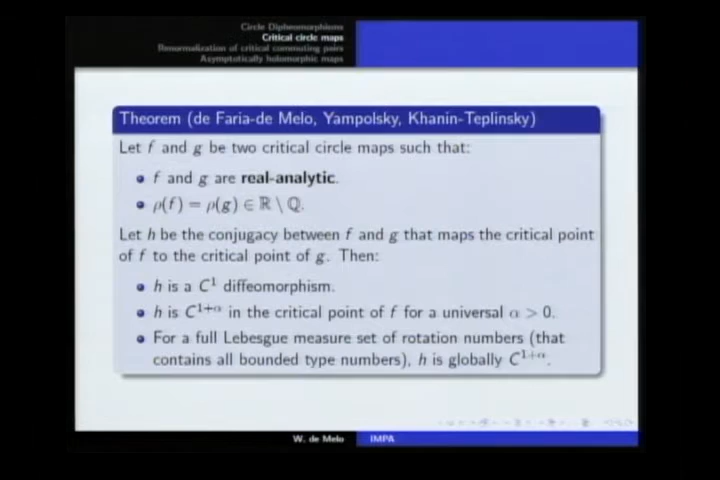 Circle Dipheomorphisms
Critical circle maps
Renormalization of critical commuting pairs
Asymptotically holomorphic maps
Theorem (de Faria-de Melo, Yampolsky, Khanin-Teplinsky)
Let f and g be two critical circle maps such that:
f and g are real-analytic.
ρ(f) = ρ(g) ∈ ℝ \ ℚ.
Let h be the conjugacy between f and g that maps the critical point
of f to the critical point of g. Then:
h is a C¹ diffeomorphism.
h is C¹⁺ᵅ in the critical point of f for a universal α > 0.
For a full Lebesgue measure set of rotation numbers (that
contains all bounded type numbers), h is globally C¹⁺ᵅ.
W. de Melo IMPA